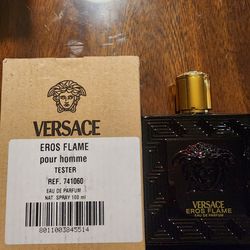 VERSACE
EROS FLAME
pour homme
TESTER
REF. 741060
EAU DE PARFUM
NAT. SPRAY 100 ml
8011003845514
VERSACE
EROS FLAME
EAU DE PARFUM